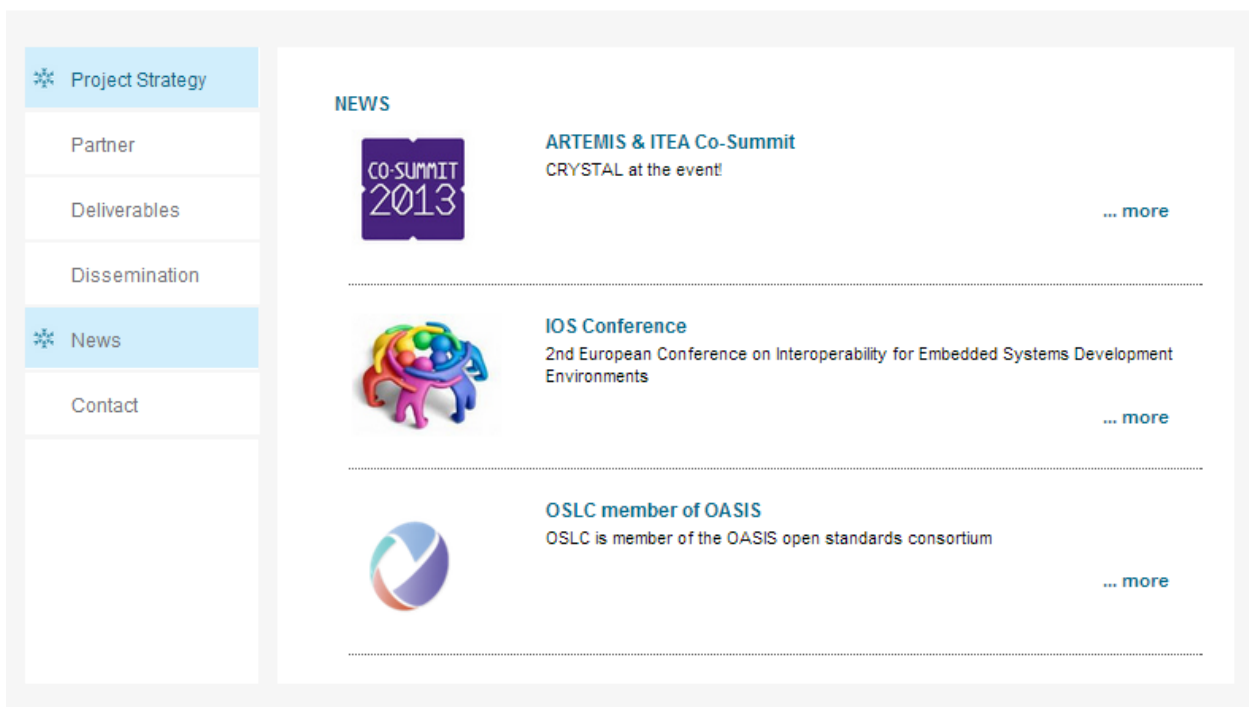 Project Strategy
Partner
Deliverables
Dissemination
News
Contact
NEWS
CO-SUMMIT
2013
ARTEMIS & ITEA Co-Summit
CRYSTAL at the event!
... more
IOS Conference
2nd European Conference on Interoperability for Embedded Systems Development
Environments
... more
OSLC member of OASIS
OSLC is member of the OASIS open standards consortium
... more